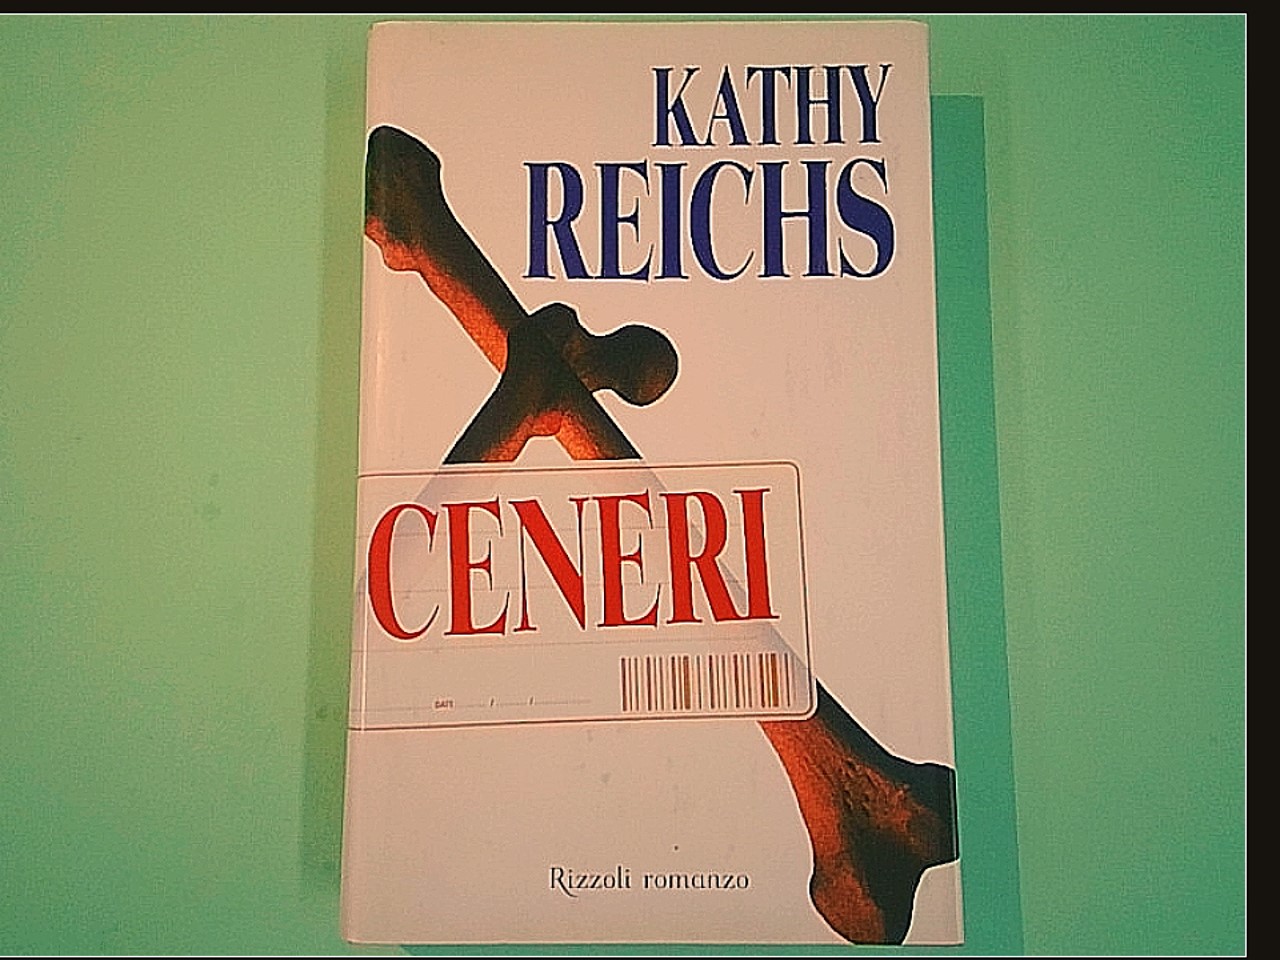 KATHY
REICHS
CENERI
DATE / /
Rizzoli romanzo